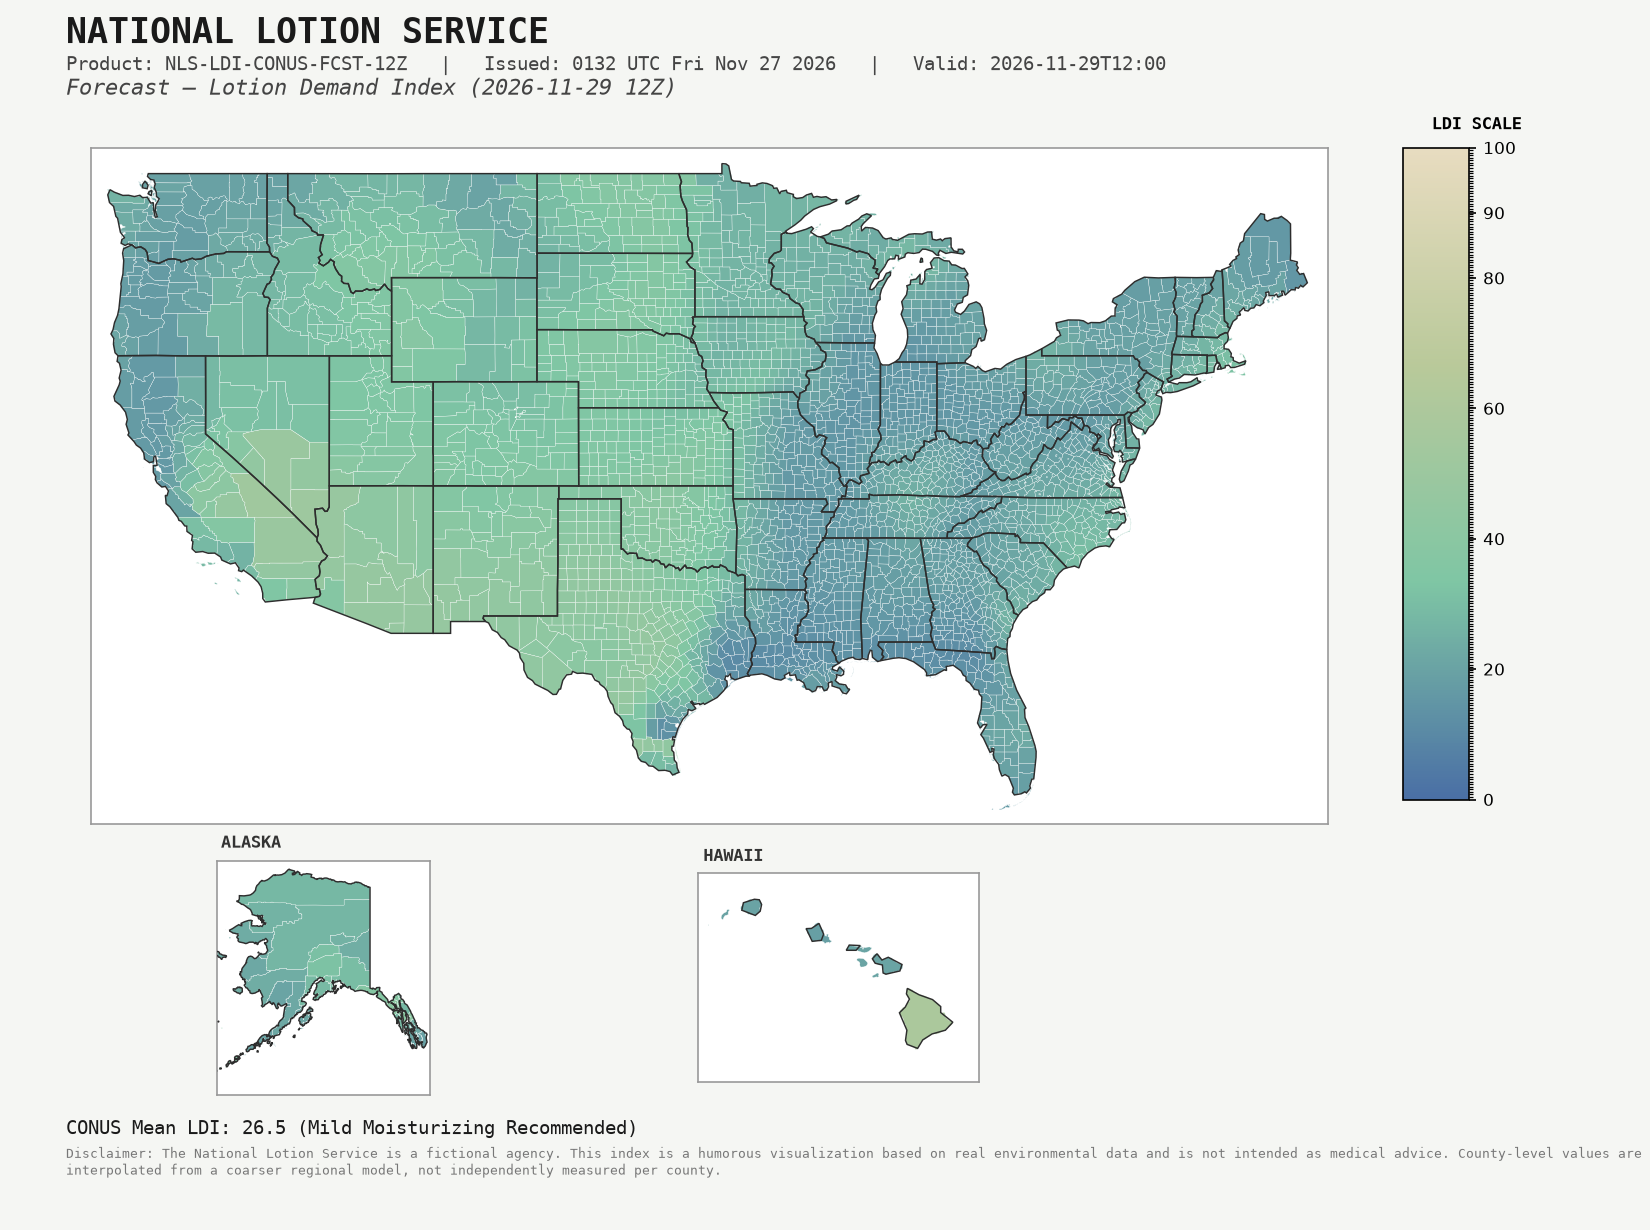 NATIONAL LOTION SERVICE
Product: NLS-LDI-CONUS-FCST-12Z | Issued: 0132 UTC Fri Nov 27 2026 | Valid: 2026-11-29T12:00
Forecast — Lotion Demand Index (2026-11-29 12Z)
LDI SCALE
100
90
80
60
40
20
0
ALASKA
HAWAII
CONUS Mean LDI: 26.5 (Mild Moisturizing Recommended)
Disclaimer: The National Lotion Service is a fictional agency. This index is a humorous visualization based on real environmental data and is not intended as medical advice. County-level values are
interpolated from a coarser regional model, not independently measured per county.